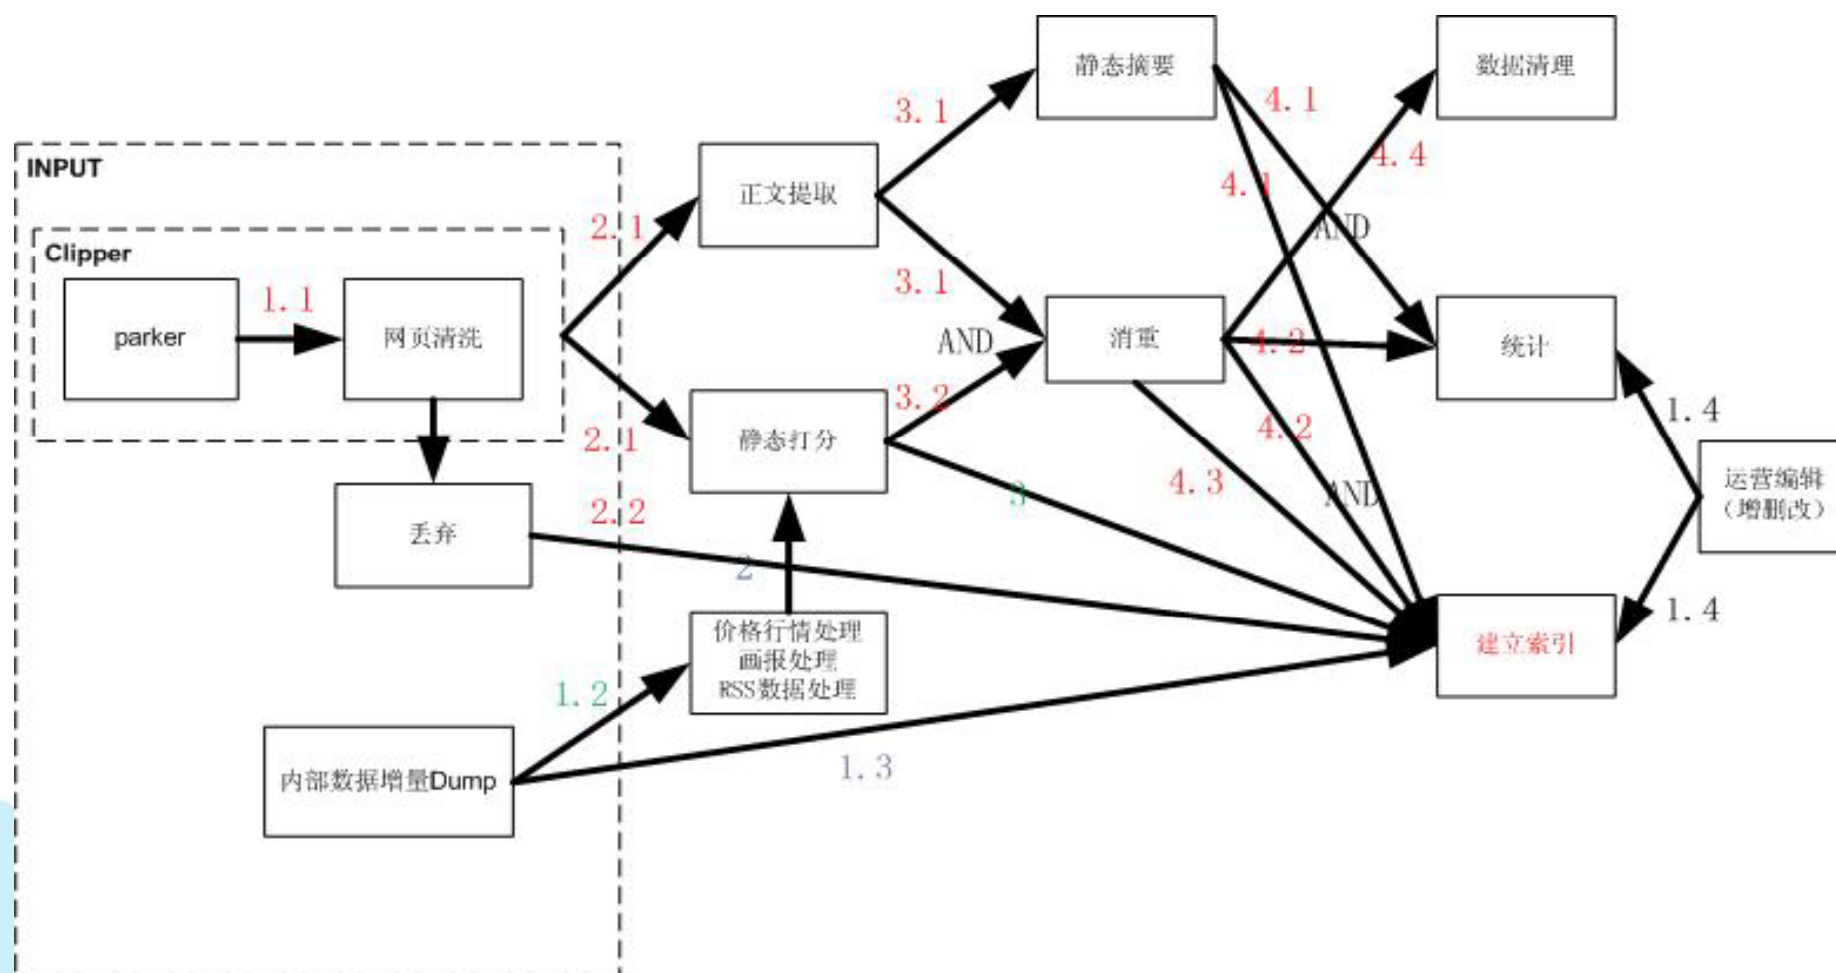 静态摘要
数据清理
3.1
4.1
INPUT
4.4
正文提取
4.1
2.1
AND
Clipper
3.1
1.1
parker
网页清洗
AND
消重
4.2
统计
3.2
1.4
2.1
静态打分
4.2
运营编辑
(增删改)
4.3
3
AND
2.2
丢弃
2
1.4
价格行情处理
画报处理
RSS数据处理
建立索引
1.2
1.3
内部数据增量Dump